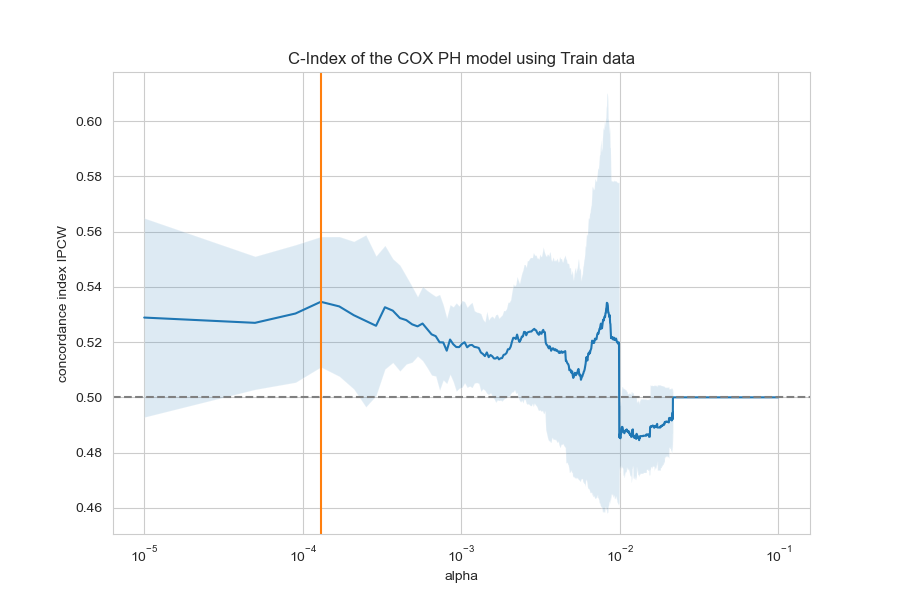 C-Index of the COX PH model using Train data
concordance index IPCW
0.60
0.58
0.56
0.54
0.52
0.50
0.48
0.46
10⁻⁵ 10⁻⁴ 10⁻³ 10⁻² 10⁻¹
alpha